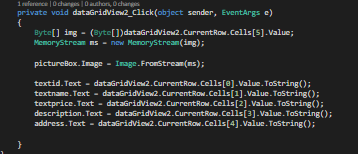 1 reference | 0 changes | 0 authors, 0 changes
private void dataGridView2_Click(object sender, EventArgs e)
{
Byte[] img = (Byte[])dataGridView2.CurrentRow.Cells[5].Value;
MemoryStream ms = new MemoryStream(img);
pictureBox.Image = Image.FromStream(ms);
textid.Text = dataGridView2.CurrentRow.Cells[0].Value.ToString();
textname.Text = dataGridView2.CurrentRow.Cells[1].Value.ToString();
textprice.Text = dataGridView2.CurrentRow.Cells[2].Value.ToString();
description.Text = dataGridView2.CurrentRow.Cells[3].Value.ToString();
address.Text = dataGridView2.CurrentRow.Cells[4].Value.ToString();
}